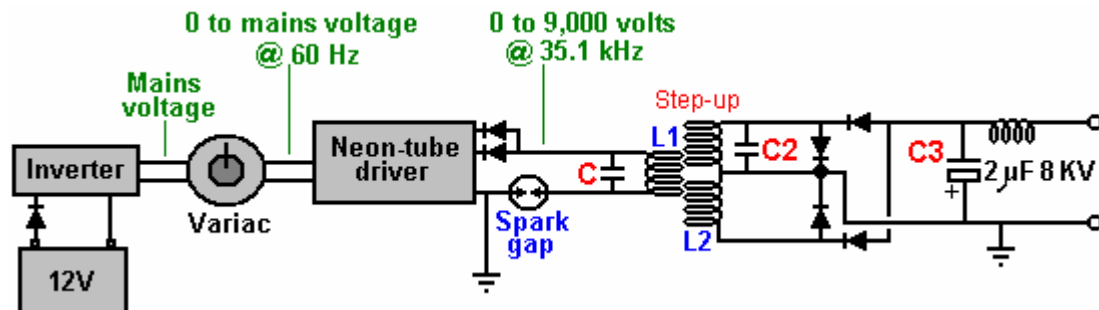 0 to mains voltage
@ 60 Hz
0 to 9,000 volts
@ 35.1 kHz
Mains
voltage
Step-up
Inverter
Variac
Neon-tube
driver
C
Spark
gap
L1
L2
C2
C3
+
2 µF 8 KV
12V